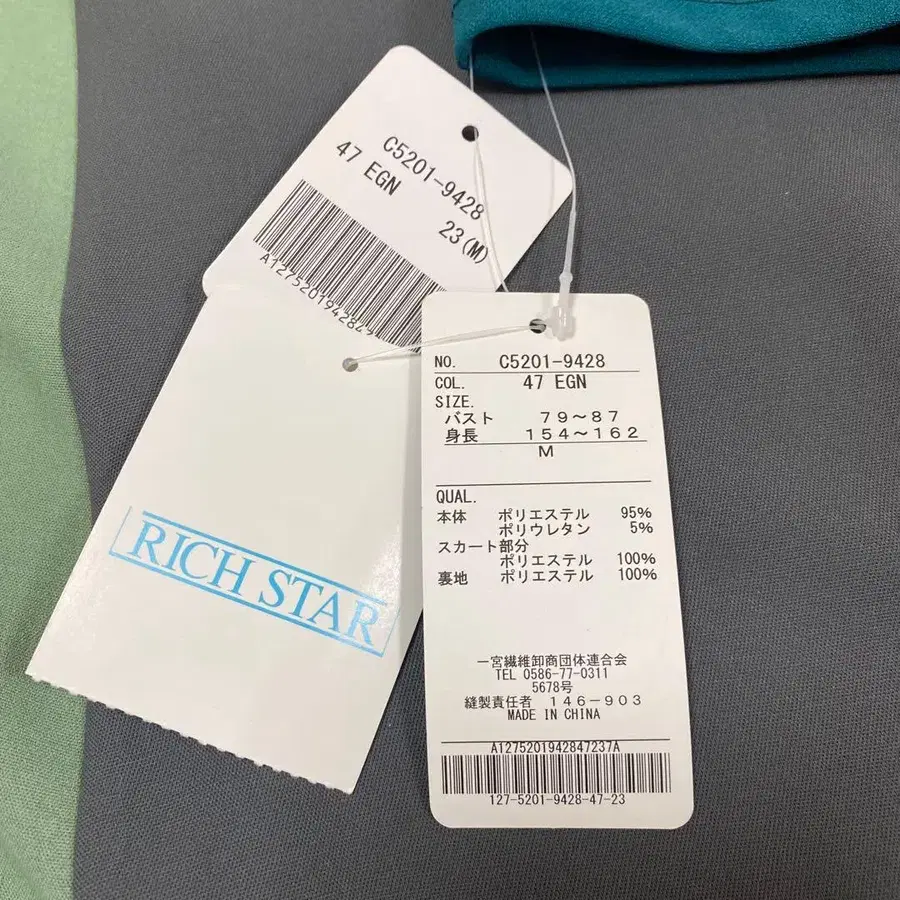 C5201-9428
47 EGN
23(M)
RICH STAR
NO. C5201-9428
COL. 47 EGN
SIZE.
バスト 79～87
身長 154～162
M
QUAL.
本体 ポリエステル 95%
ポリウレタン 5%
スカート部分
ポリエステル 100%
裏地 ポリエステル 100%
一宮繊維卸商団体連合会
TEL 0586-77-0311
5678号
縫製責任者 146-903
MADE IN CHINA
A1275201942847237A
127-5201-9428-47-23